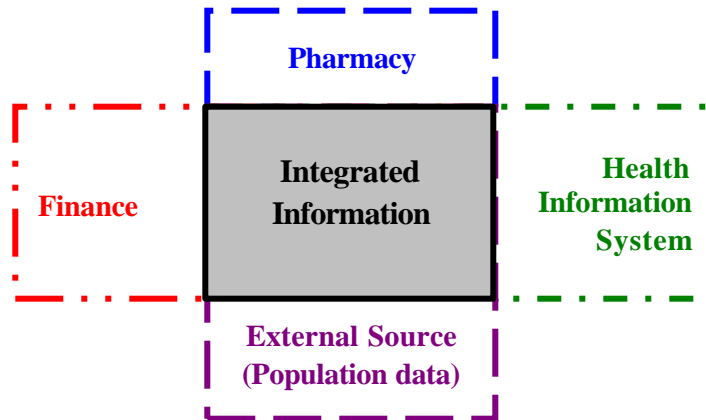 Pharmacy
Integrated
Information
Finance
Health
Information
System
External Source
(Population data)